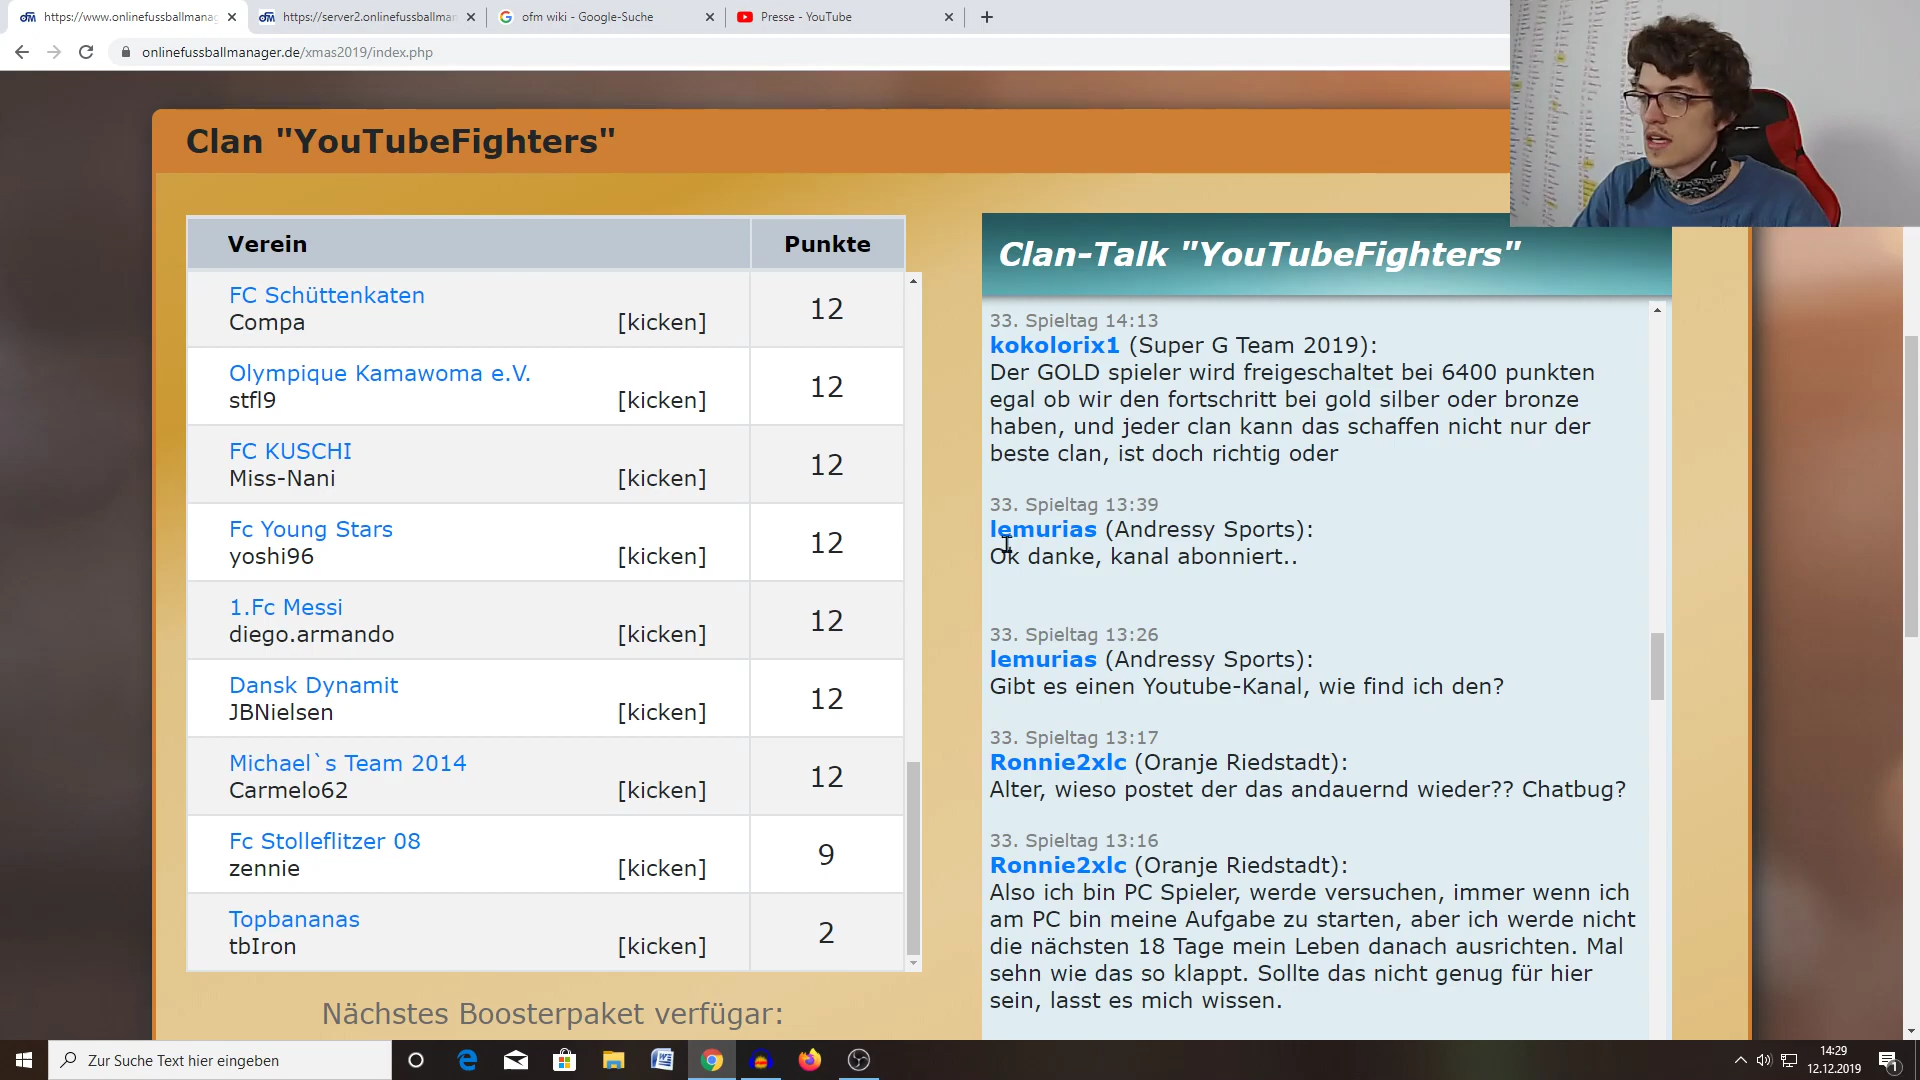 https://www.onlinefussballmanag
https://server2.onlinefussballmar
ofm wiki - Google-Suche
Presse - YouTube
onlinefussballmanager.de/xmas2019/index.php
Clan "YouTubeFighters"
Verein Punkte
FC Schüttenkaten
Compa [kicken] 12
Olympique Kamawoma e.V.
stfl9 [kicken] 12
FC KUSCHI
Miss-Nani [kicken] 12
Fc Young Stars
yoshi96 [kicken] 12
1.Fc Messi
diego.armando [kicken] 12
Dansk Dynamit
JBNielsen [kicken] 12
Michael`s Team 2014
Carmelo62 [kicken] 12
Fc Stolleflitzer 08
zennie [kicken] 9
Topbananas
tbIron [kicken] 2
Nächstes Boosterpaket verfügar:
Clan-Talk "YouTubeFighters"
33. Spieltag 14:13
kokolorix1 (Super G Team 2019):
Der GOLD spieler wird freigeschaltet bei 6400 punkten
egal ob wir den fortschritt bei gold silber oder bronze
haben, und jeder clan kann das schaffen nicht nur der
beste clan, ist doch richtig oder
33. Spieltag 13:39
lemurias (Andressy Sports):
Ok danke, kanal abonniert..
33. Spieltag 13:26
lemurias (Andressy Sports):
Gibt es einen Youtube-Kanal, wie find ich den?
33. Spieltag 13:17
Ronnie2xlc (Oranje Riedstadt):
Alter, wieso postet der das andauernd wieder?? Chatbug?
33. Spieltag 13:16
Ronnie2xlc (Oranje Riedstadt):
Also ich bin PC Spieler, werde versuchen, immer wenn ich
am PC bin meine Aufgabe zu starten, aber ich werde nicht
die nächsten 18 Tage mein Leben danach ausrichten. Mal
sehn wie das so klappt. Sollte das nicht genug für hier
sein, lasst es mich wissen.
Zur Suche Text hier eingeben
14:29
12.12.2019